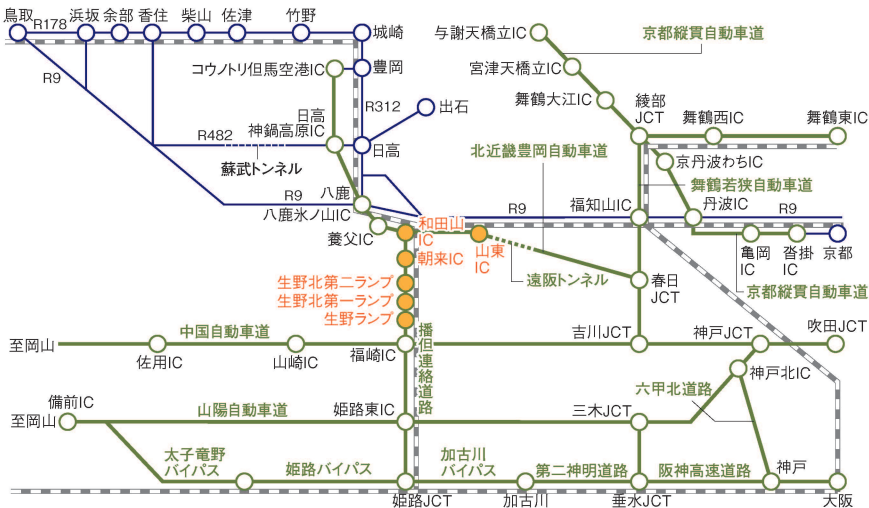 鳥取
R178
浜坂
余部
香住
柴山
佐津
竹野
城崎
与謝天橋立IC
京都縦貫自動車道
コウノトリ但馬空港IC
豊岡
宮津天橋立IC
R9
R312
出石
舞鶴大江IC
綾部
JCT
舞鶴西IC
舞鶴東IC
日高
神鍋高原IC
R482
蘇武トンネル
日高
北近畿豊岡自動車道
京丹波わちIC
舞鶴若狭自動車道
R9
八鹿
八鹿氷ノ山IC
養父IC
和田山
IC
R9
福知山IC
丹波IC
R9
朝来IC
山東
IC
遠阪トンネル
春日
JCT
亀岡
IC
沓掛
IC
京都
京都縦貫自動車道
生野北第二ランプ
生野北第一ランプ
生野ランプ
中国自動車道
至岡山
佐用IC
山崎IC
福崎IC
播但連絡道路
吉川JCT
神戸JCT
吹田JCT
神戸北IC
六甲北道路
備前IC
至岡山
山陽自動車道
姫路東IC
三木JCT
太子竜野
バイパス
姫路バイパス
加古川
バイパス
第二神明道路
阪神高速道路
神戸
姫路JCT
加古川
垂水JCT
大阪